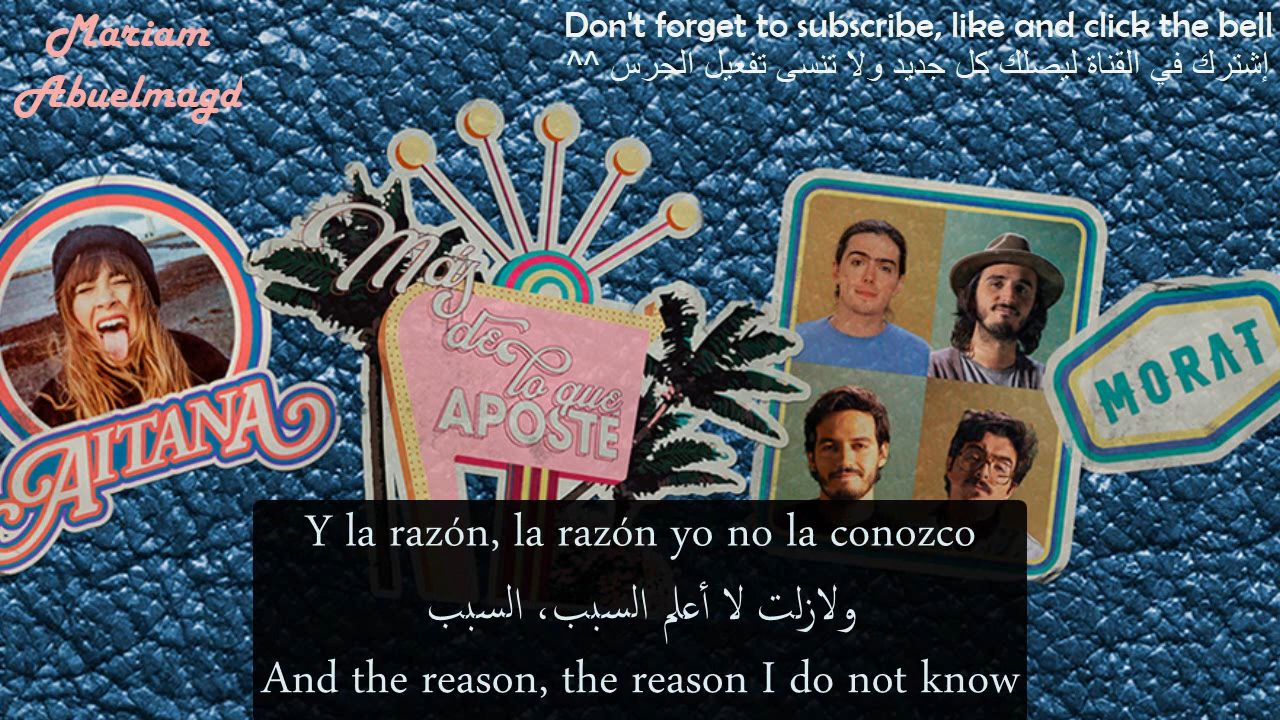 Mariam
Abuelmagd
Don't forget to subscribe, like and click the bell
إشترك في القناة ليصلك كل جديد ولا تنسى تفعيل الجرس ^^
AITANA
Más
de lo que
APOSTÉ
MORAT
Y la razón, la razón yo no la conozco
ولازلت لا أعلم السبب، السبب
And the reason, the reason I do not know